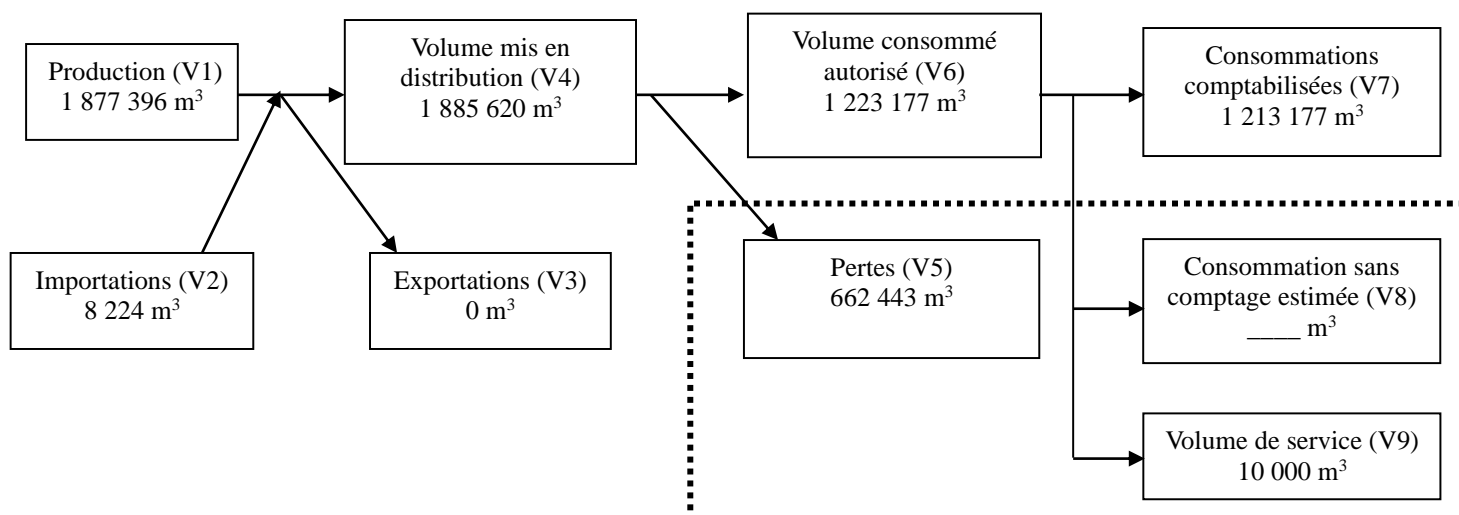 Production (V1)
1 877 396 m³
Volume mis en
distribution (V4)
1 885 620 m³
Volume consommé
autorisé (V6)
1 223 177 m³
Consommations
comptabilisées (V7)
1 213 177 m³
Importations (V2)
8 224 m³
Exportations (V3)
0 m³
Pertes (V5)
662 443 m³
Consommation sans
comptage estimée (V8)
____ m³
Volume de service (V9)
10 000 m³